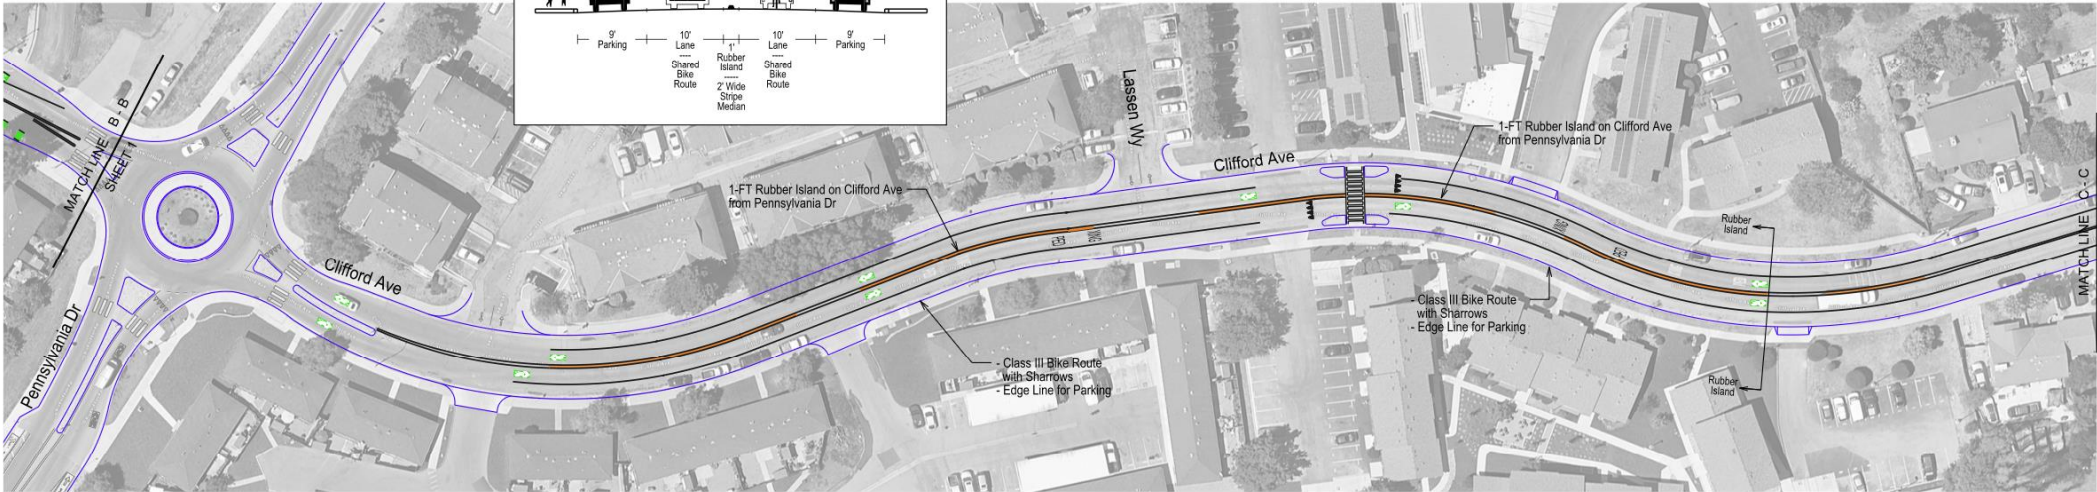 9'
Parking
10'
Lane
----
Shared
Bike
Route
1'
Rubber
Island
-----
2' Wide
Stripe
Median
10'
Lane
----
Shared
Bike
Route
9'
Parking
MATCH LINE B - B
SHEET 1
Pennsylvania Dr
Clifford Ave
1-FT Rubber Island on Clifford Ave
from Pennsylvania Dr
Lassen Wy
Clifford Ave
1-FT Rubber Island on Clifford Ave
from Pennsylvania Dr
PED
XING
XING
PED
- Class III Bike Route
with Sharrows
- Edge Line for Parking
- Class III Bike Route
with Sharrows
- Edge Line for Parking
Rubber
Island
Rubber
Island
MATCH LINE C - C